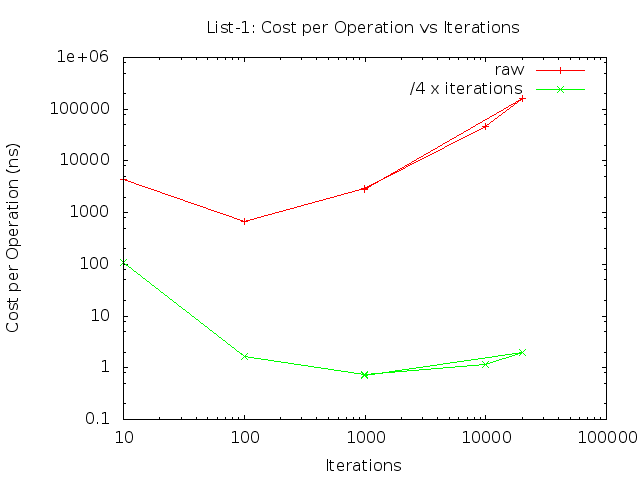 List-1: Cost per Operation vs Iterations
1e+06
100000
10000
1000
100
10
1
0.1
Cost per Operation (ns)
raw
/4 x iterations
10 100 1000 10000 100000
Iterations